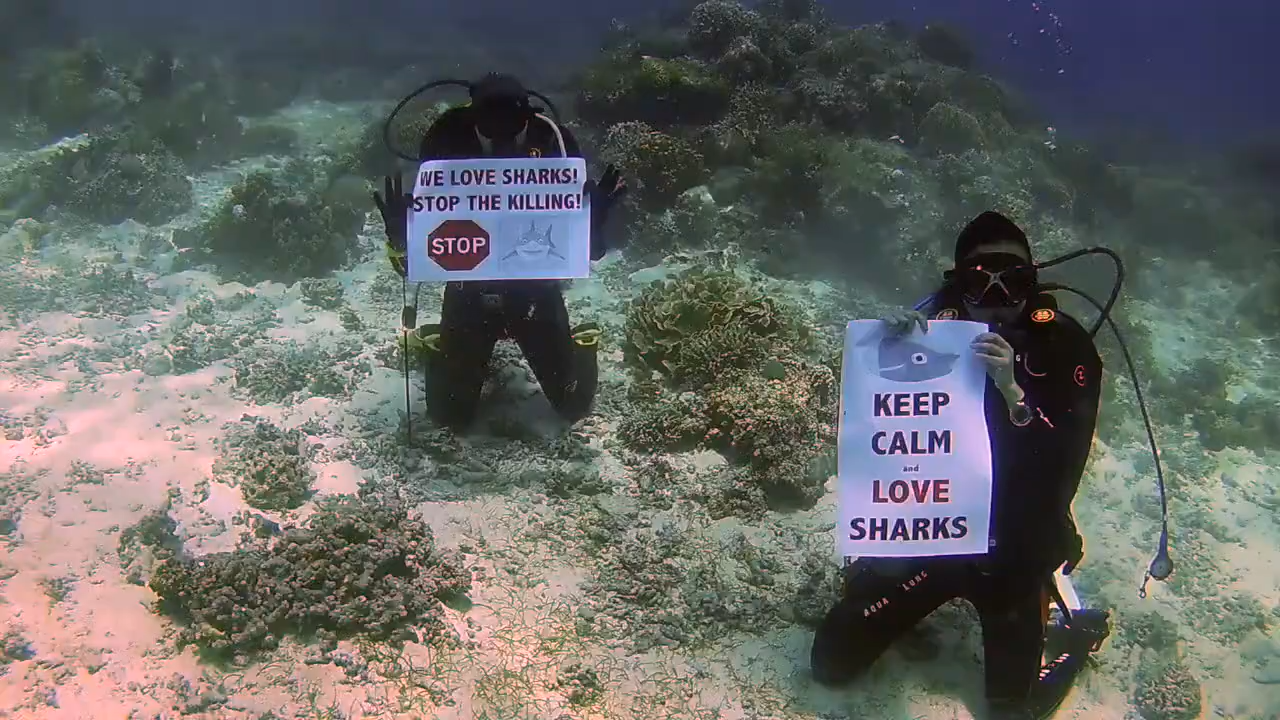 WE LOVE SHARKS!
STOP THE KILLING!
STOP
KEEP
CALM
and
LOVE
SHARKS
AQUA LUNG